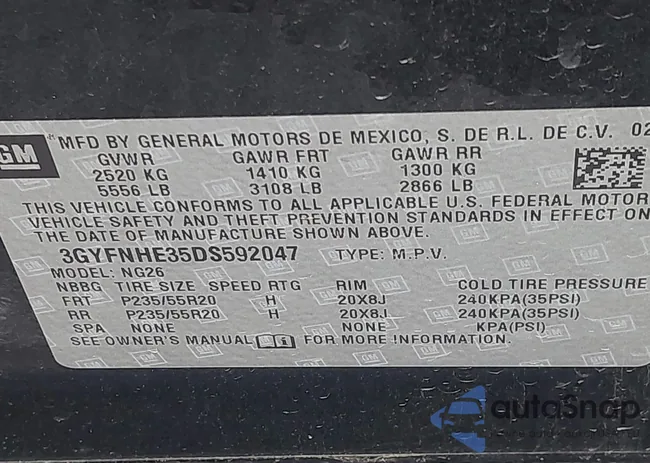 GM
MFD BY GENERAL MOTORS DE MEXICO, S. DE R.L. DE C.V. 02
GVWR GAWR FRT GAWR RR
2520 KG 1410 KG 1300 KG
5556 LB 3108 LB 2866 LB
THIS VEHICLE CONFORMS TO ALL APPLICABLE U.S. FEDERAL MOTOR
VEHICLE SAFETY AND THEFT PREVENTION STANDARDS IN EFFECT ON
THE DATE OF MANUFACTURE SHOWN ABOVE.
3GYFNHE35DS592047 TYPE: M.P.V.
MODEL: NG26
NBBG TIRE SIZE SPEED RTG RIM COLD TIRE PRESSURE
FRT P235/55R20 H 20X8J 240KPA(35PSI)
RR P235/55R20 H 20X8J 240KPA(35PSI)
SPA NONE NONE KPA(PSI)
SEE OWNER'S MANUAL FOR MORE INFORMATION.
autoSnap